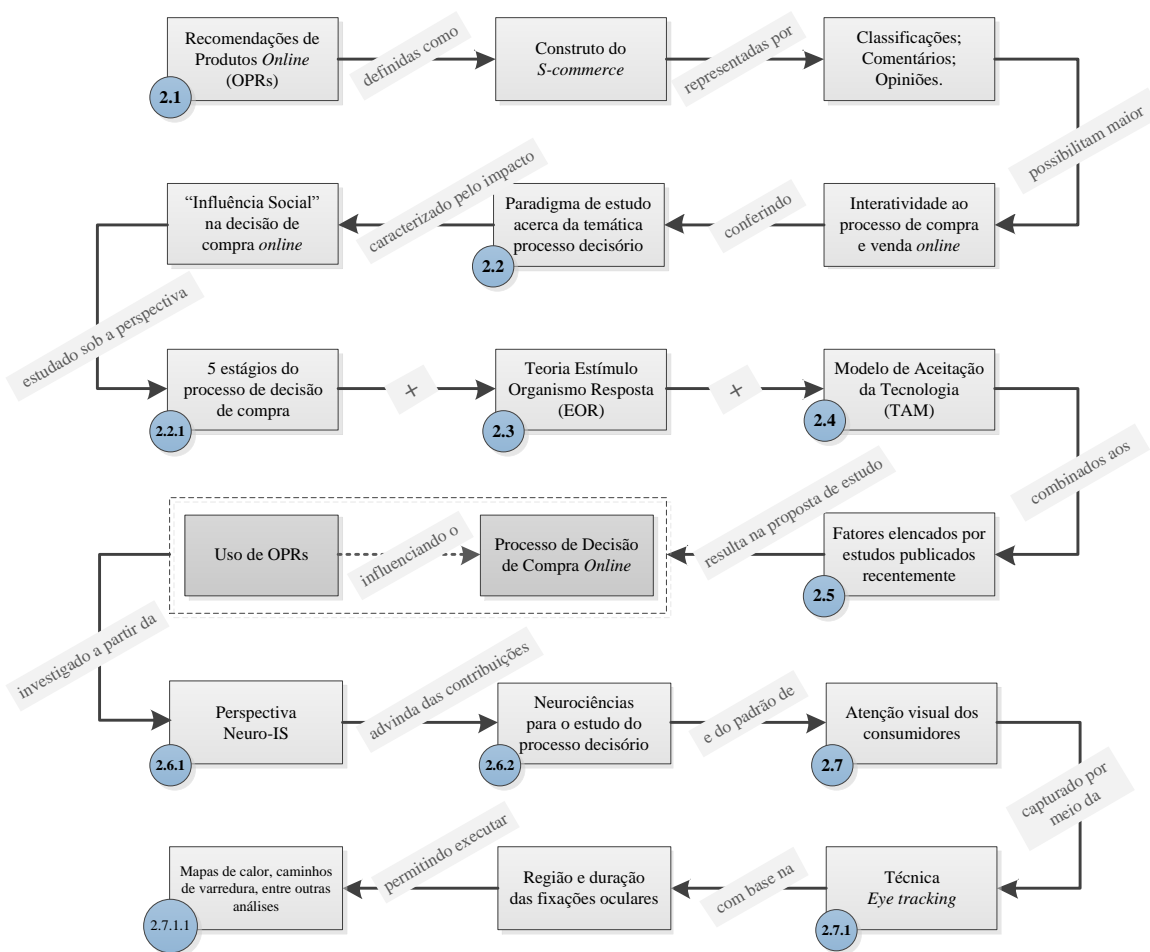 Recomendações de
Produtos Online
(OPRs)
2.1
definidas como
Construto do
S-commerce
representadas por
Classificações;
Comentários;
Opiniões.
possibilitam maior
Interatividade ao
processo de compra
e venda online
conferindo
Paradigma de estudo
acerca da temática
processo decisório
2.2
caracterizado pelo impacto
“Influência Social”
na decisão de
compra online
estudado sob a perspectiva
5 estágios do
processo de decisão
de compra
2.2.1
+
Teoria Estímulo
Organismo Resposta
(EOR)
2.3
+
Modelo de Aceitação
da Tecnologia
(TAM)
2.4
combinados aos
Fatores elencados por
estudos publicados
recentemente
2.5
resulta na proposta de estudo
Uso de OPRs
influenciando o
Processo de Decisão
de Compra Online
investigado a partir da
Perspectiva
Neuro-IS
2.6.1
advinda das contribuições
Neurociências
para o estudo do
processo decisório
2.6.2
e do padrão de
Atenção visual dos
consumidores
2.7
capturado por
meio da
Técnica
Eye tracking
2.7.1
com base na
Região e duração
das fixações oculares
permitindo executar
Mapas de calor, caminhos
de varredura, entre outras
análises
2.7.1.1